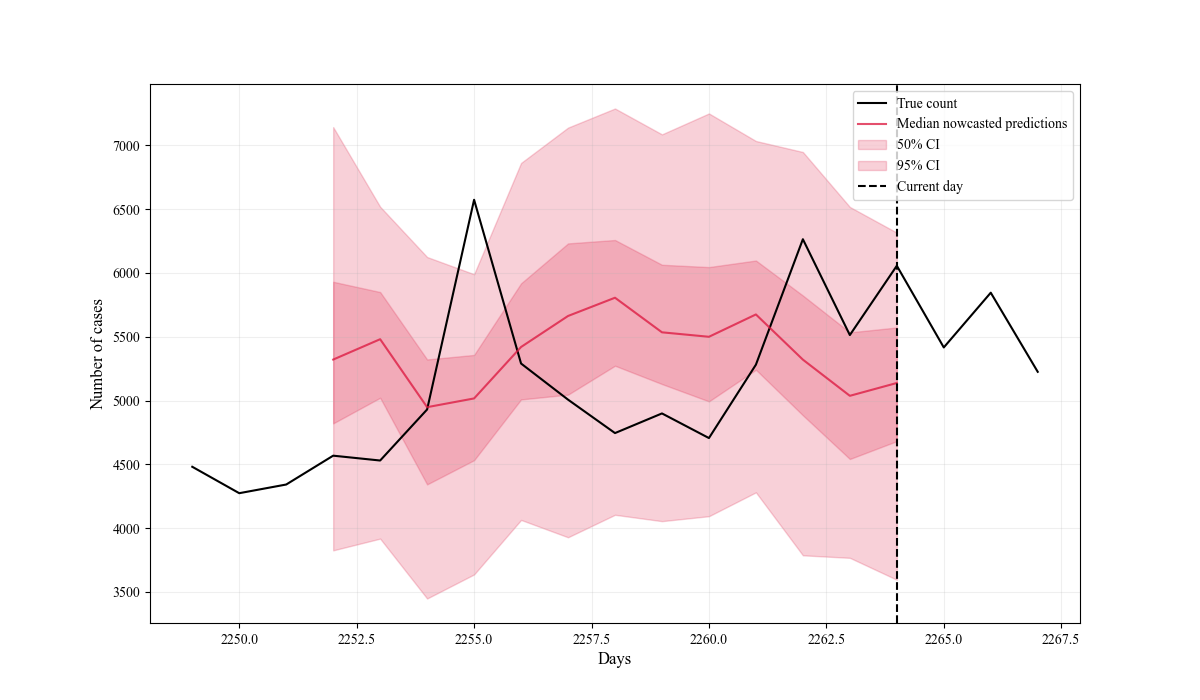 True count
Median nowcasted predictions
50% CI
95% CI
Current day
7000
6500
6000
5500
5000
4500
4000
3500
Number of cases
2250.0 2252.5 2255.0 2257.5 2260.0 2262.5 2265.0 2267.5
Days